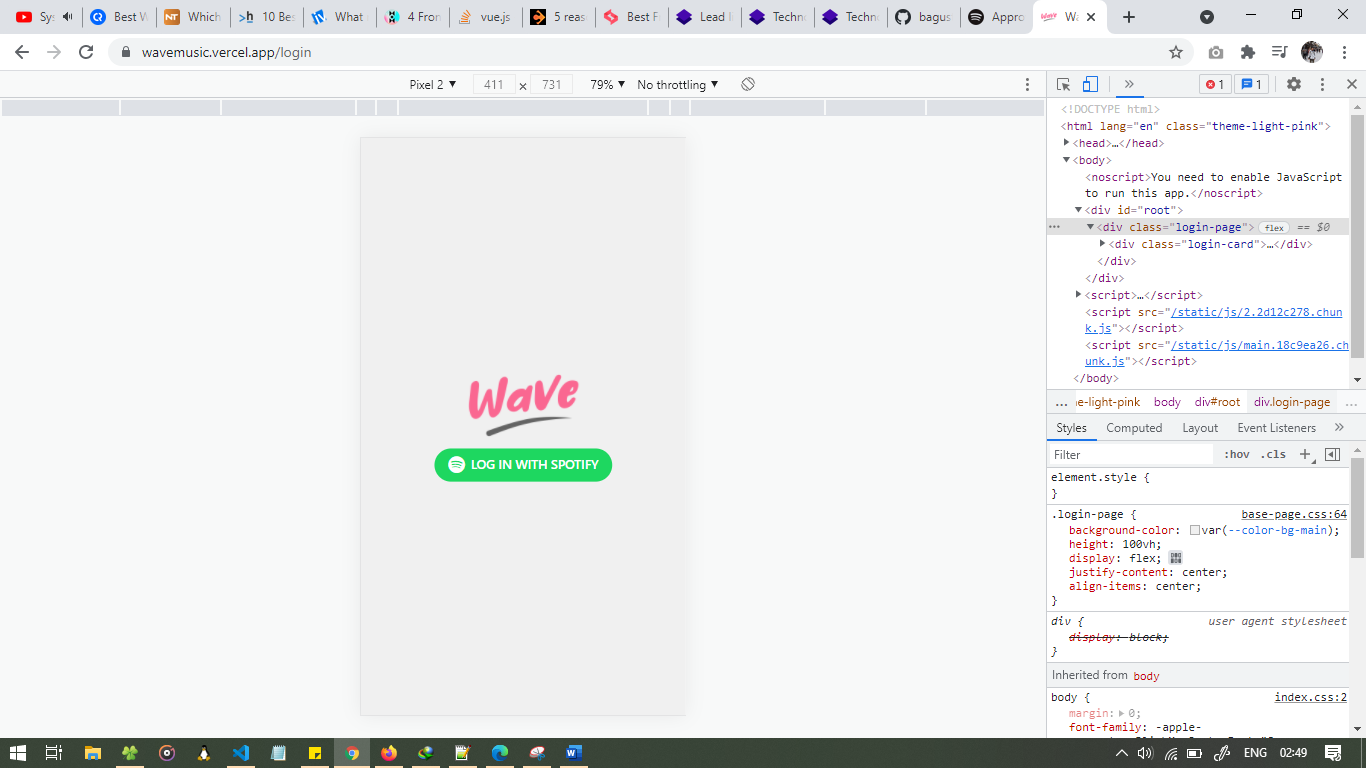 Sys
Best W
Which
10 Bes
What
4 Fron
vue.js
5 reas
Best F
Lead
Techn
Techn
bagus
Appro
Wa
wavemusic.vercel.app/login
Pixel 2 ▼ 411 x 731 79% ▼ No throttling ▼
» 1 1
<!DOCTYPE html>
<html lang="en" class="theme-light-pink">
<head>…</head>
<body>
<noscript>You need to enable JavaScript
to run this app.</noscript>
<div id="root">
<div class="login-page"> flex == $0
<div class="login-card">…</div>
</div>
</div>
<script>…</script>
<script src="/static/js/2.2d12c278.chun
k.js"></script>
<script src="/static/js/main.18c9ea26.ch
unk.js"></script>
</body>
... ne-light-pink body div#root div.login-page ...
Styles Computed Layout Event Listeners »
Filter :hov .cls +
element.style {
}
.login-page { base-page.css:64
background-color: var(--color-bg-main);
height: 100vh;
display: flex;
justify-content: center;
align-items: center;
}
div { user agent stylesheet
display: block;
}
Inherited from body
body { index.css:2
margin: 0;
font-family: -apple-
Wave
LOG IN WITH SPOTIFY
ENG 02:49